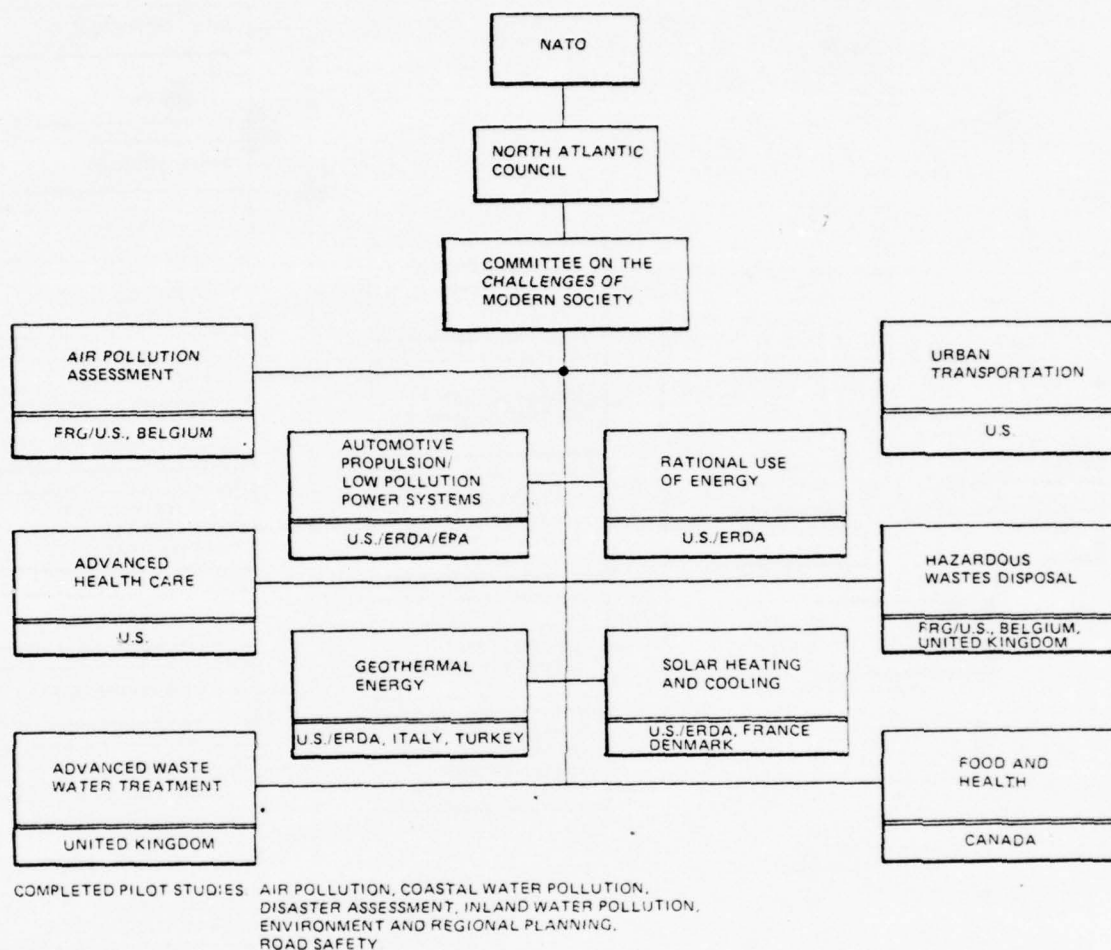 NATO
NORTH ATLANTIC
COUNCIL
COMMITTEE ON THE
CHALLENGES OF
MODERN SOCIETY
AIR POLLUTION
ASSESSMENT
FRG/U.S., BELGIUM
URBAN
TRANSPORTATION
U.S.
AUTOMOTIVE
PROPULSION/
LOW POLLUTION
POWER SYSTEMS
U.S./ERDA/EPA
RATIONAL USE
OF ENERGY
U.S./ERDA
ADVANCED
HEALTH CARE
U.S.
HAZARDOUS
WASTES DISPOSAL
FRG/U.S., BELGIUM,
UNITED KINGDOM
GEOTHERMAL
ENERGY
U.S./ERDA, ITALY, TURKEY
SOLAR HEATING
AND COOLING
U.S./ERDA, FRANCE
DENMARK
ADVANCED WASTE
WATER TREATMENT
UNITED KINGDOM
FOOD AND
HEALTH
CANADA
COMPLETED PILOT STUDIES. AIR POLLUTION, COASTAL WATER POLLUTION,
DISASTER ASSESSMENT, INLAND WATER POLLUTION,
ENVIRONMENT AND REGIONAL PLANNING,
ROAD SAFETY